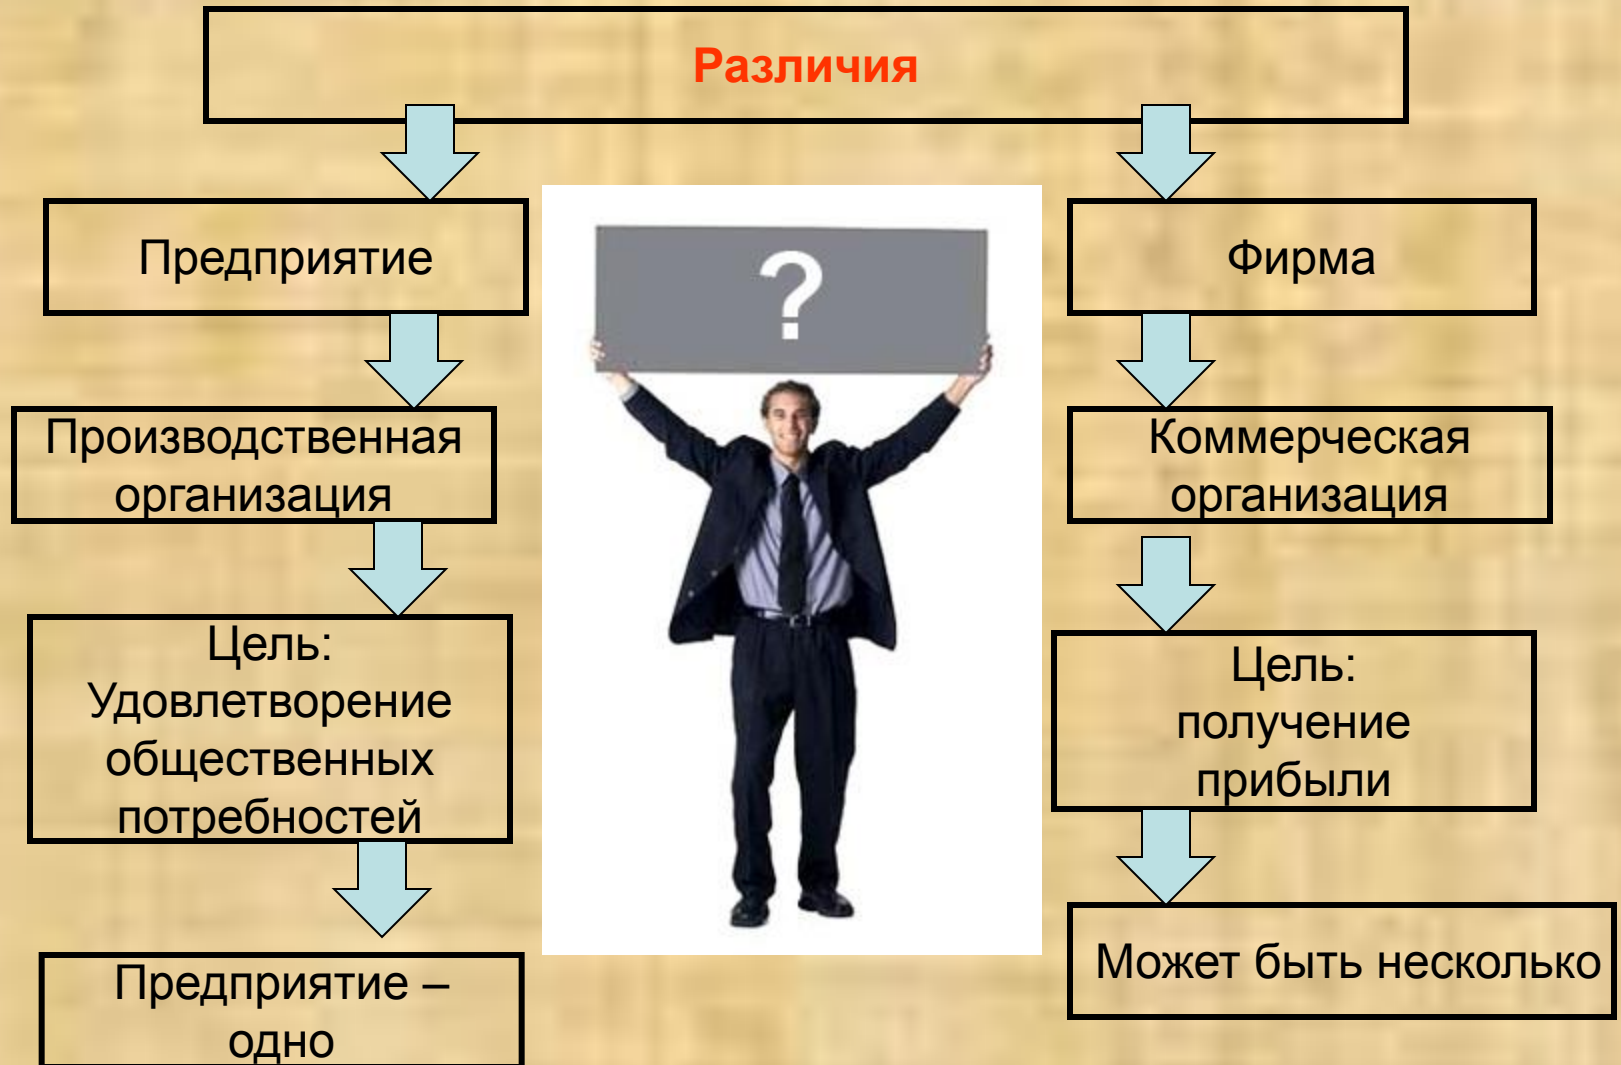 Различия
Предприятие
Производственная
организация
Цель:
Удовлетворение
общественных
потребностей
Предприятие –
одно
?
Фирма
Коммерческая
организация
Цель:
получение
прибыли
Может быть несколько